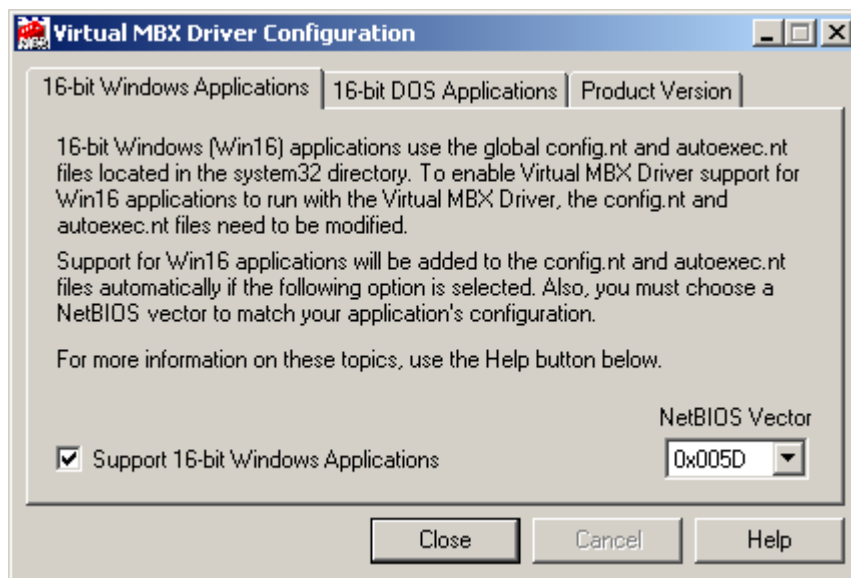 Virtual MBX Driver Configuration
16-bit Windows Applications
16-bit DOS Applications
Product Version
16-bit Windows (Win16) applications use the global config.nt and autoexec.nt
files located in the system32 directory. To enable Virtual MBX Driver support for
Win16 applications to run with the Virtual MBX Driver, the config.nt and
autoexec.nt files need to be modified.
Support for Win16 applications will be added to the config.nt and autoexec.nt
files automatically if the following option is selected. Also, you must choose a
NetBIOS vector to match your application's configuration.
For more information on these topics, use the Help button below.
NetBIOS Vector
Support 16-bit Windows Applications
0x005D
Close
Cancel
Help